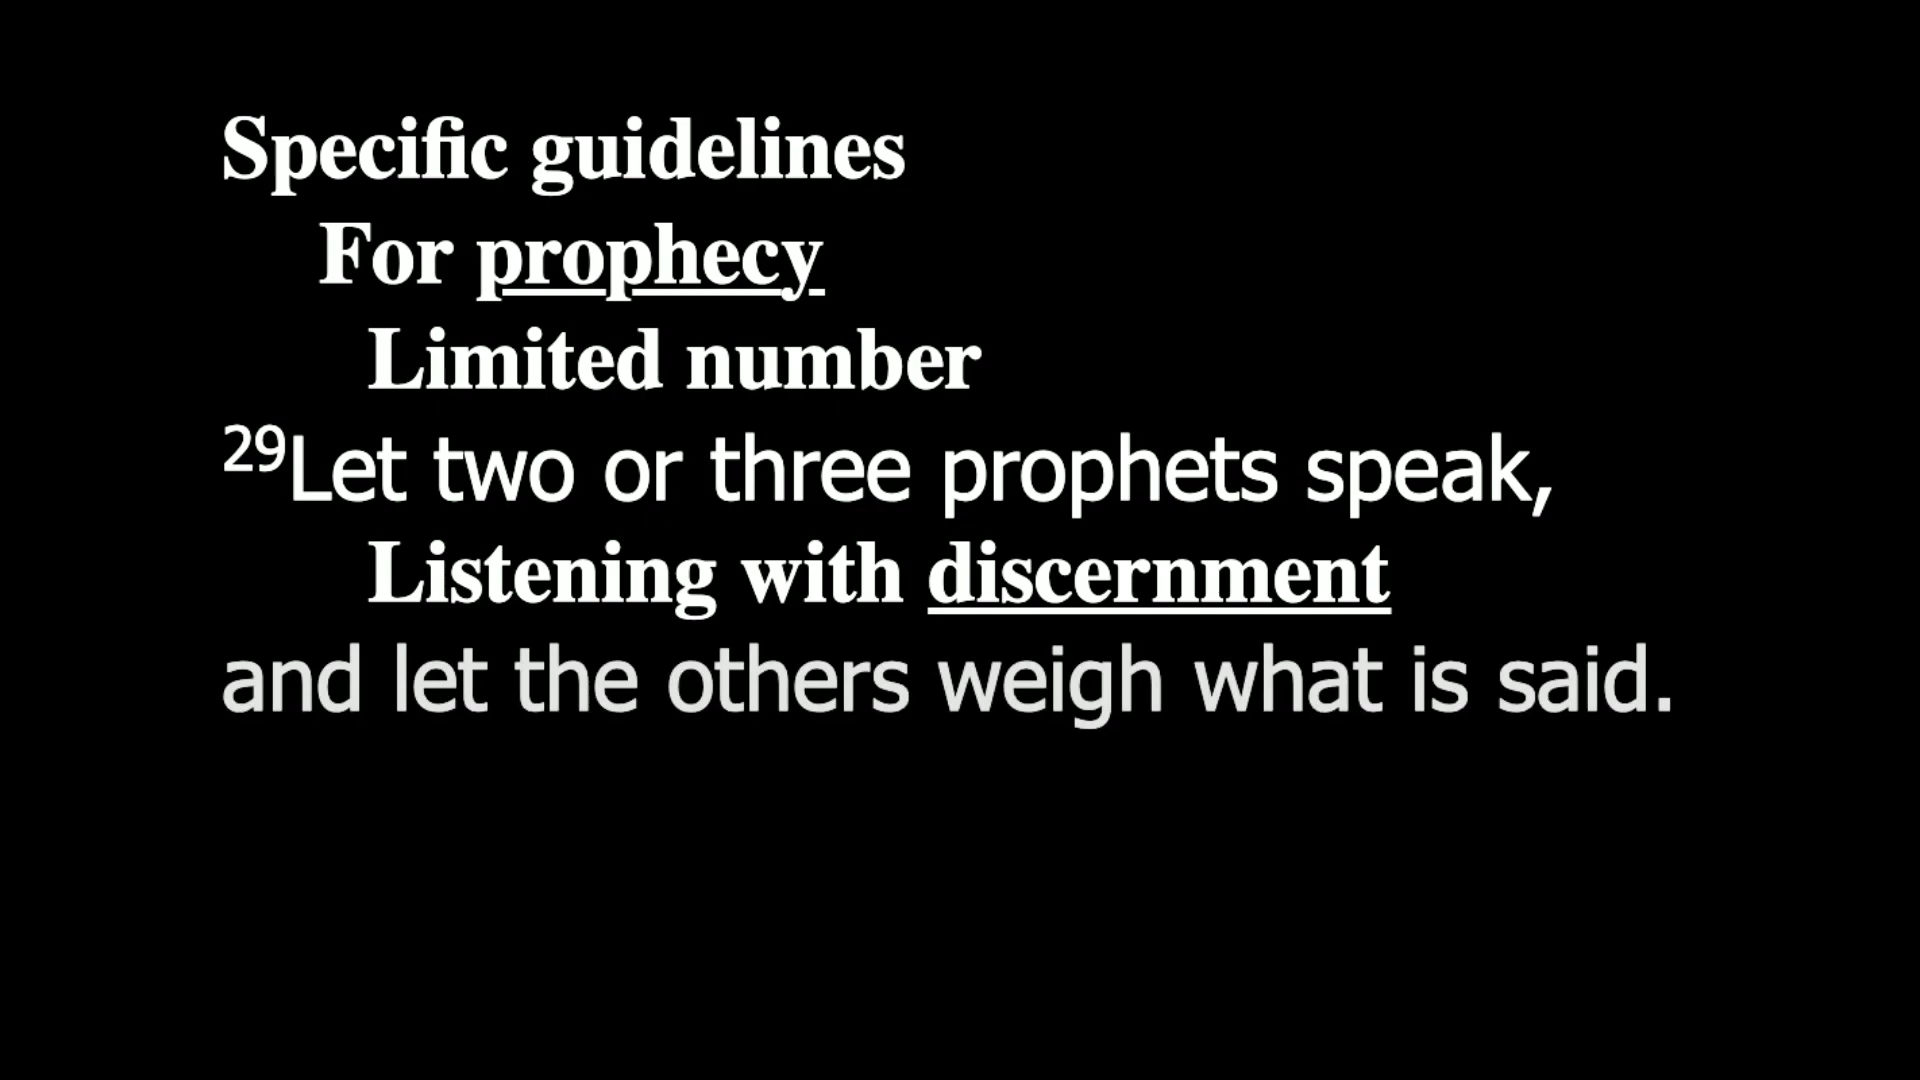 Specific guidelines
For prophecy
Limited number
29Let two or three prophets speak,
Listening with discernment
and let the others weigh what is said.